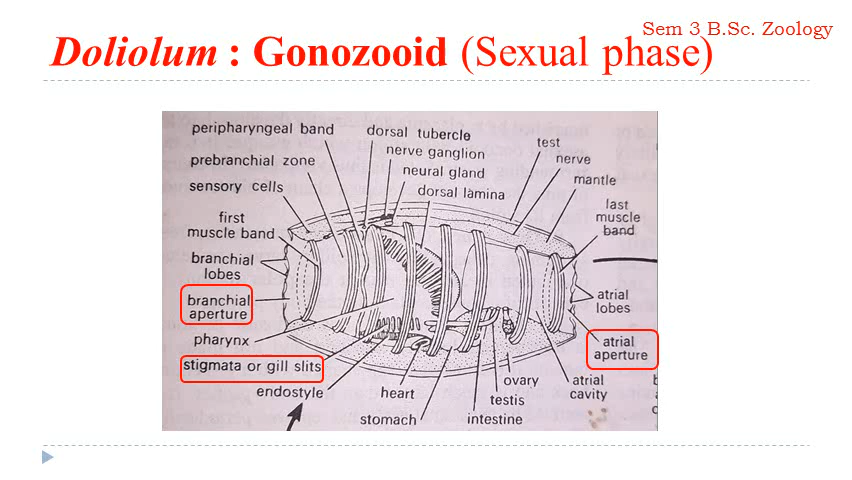 Sem 3 B.Sc. Zoology
Doliolum : Gonozooid (Sexual phase)
peripharyngeal band
dorsal tubercle
nerve ganglion
neural gland
dorsal lamina
test
nerve
mantle
last
muscle
band
prebranchial zone
sensory cells
first
muscle band
branchial
lobes
branchial
aperture
pharynx
stigmata or gill slits
endostyle
heart
stomach
intestine
testis
ovary
atrial
cavity
atrial
lobes
atrial
aperture